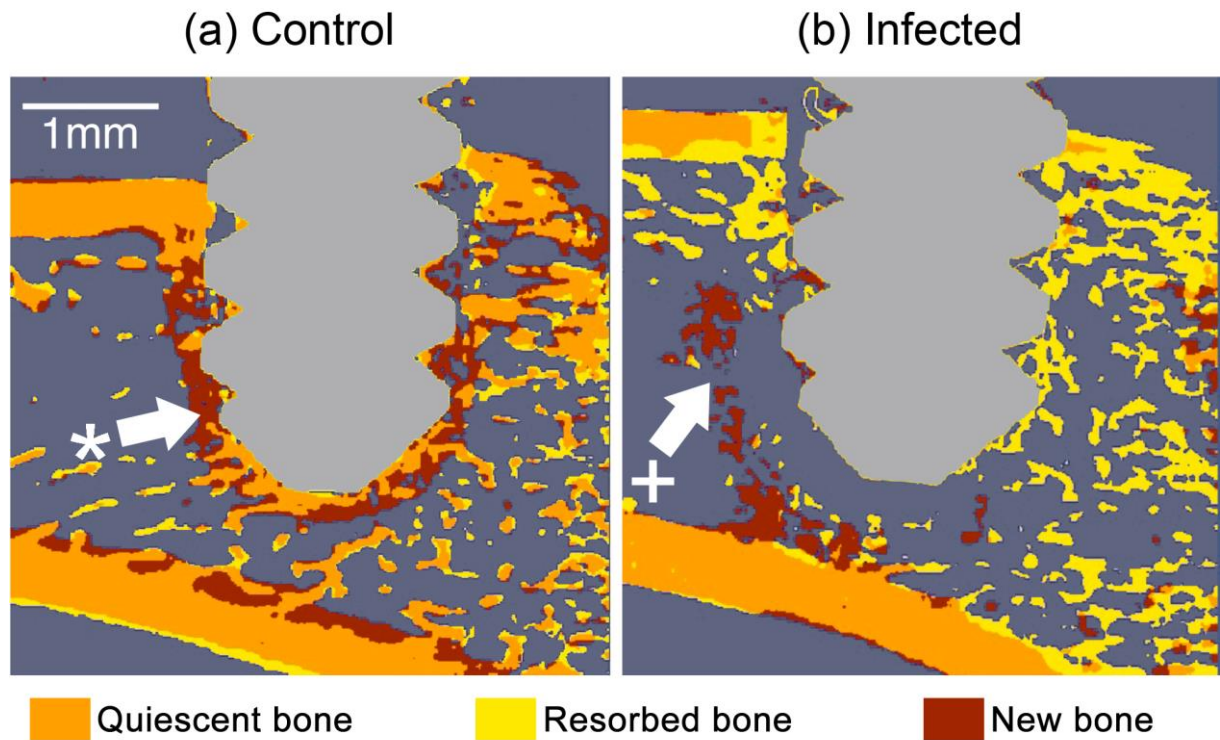 (a) Control
(b) Infected
1mm
*
+
Quiescent bone
Resorbed bone
New bone